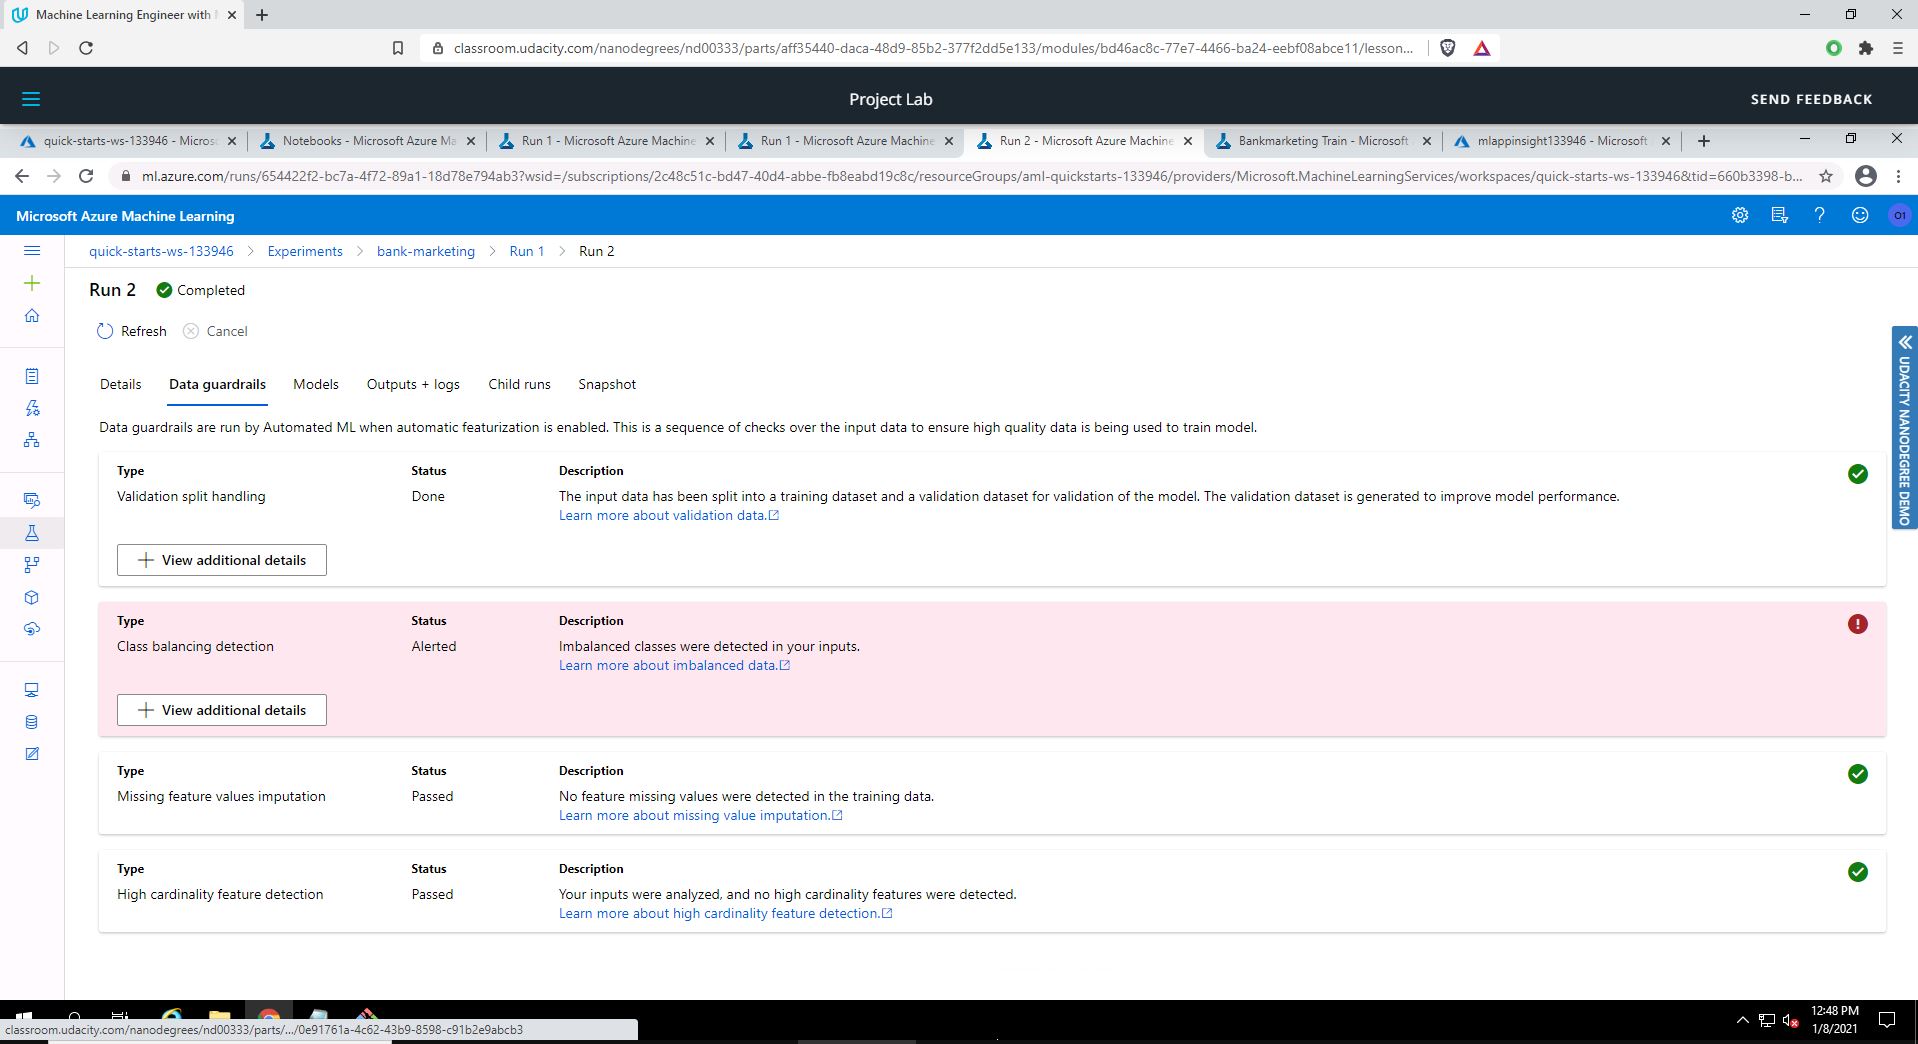 Machine Learning Engineer with
classroom.udacity.com/nanodegrees/nd00333/parts/aff35440-daca-48d9-85b2-377f2dd5e133/modules/bd46ac8c-77e7-4466-ba24-eebf08abce11/lesson...
Project Lab
SEND FEEDBACK
quick-starts-ws-133946 - Micros
Notebooks - Microsoft Azure Ma
Run 1 - Microsoft Azure Machine
Run 1 - Microsoft Azure Machine
Run 2 - Microsoft Azure Machine
Bankmarketing Train - Microsoft
mlappinsight133946 - Microsoft
ml.azure.com/runs/654422f2-bc7a-4f72-89a1-18d78e794ab3?wsid=/subscriptions/2c48c51c-bd47-40d4-abbe-fb8eabd19c8c/resourceGroups/aml-quickstarts-133946/providers/Microsoft.MachineLearningServices/workspaces/quick-starts-ws-133946&tid=660b3398-b...
Microsoft Azure Machine Learning
O1
quick-starts-ws-133946 > Experiments > bank-marketing > Run 1 > Run 2
Run 2 Completed
Refresh Cancel
UDACITY NANODEGREE DEMO
Details Data guardrails Models Outputs + logs Child runs Snapshot
Data guardrails are run by Automated ML when automatic featurization is enabled. This is a sequence of checks over the input data to ensure high quality data is being used to train model.
Type Status Description
Validation split handling Done The input data has been split into a training dataset and a validation dataset for validation of the model. The validation dataset is generated to improve model performance.
Learn more about validation data.
View additional details
Type Status Description
Class balancing detection Alerted Imbalanced classes were detected in your inputs.
Learn more about imbalanced data.
View additional details
Type Status Description
Missing feature values imputation Passed No feature missing values were detected in the training data.
Learn more about missing value imputation.
Type Status Description
High cardinality feature detection Passed Your inputs were analyzed, and no high cardinality features were detected.
Learn more about high cardinality feature detection.
classroom.udacity.com/nanodegrees/nd00333/parts/.../0e91761a-4c62-43b9-8598-c91b2e9abcb3
12:48 PM
1/8/2021